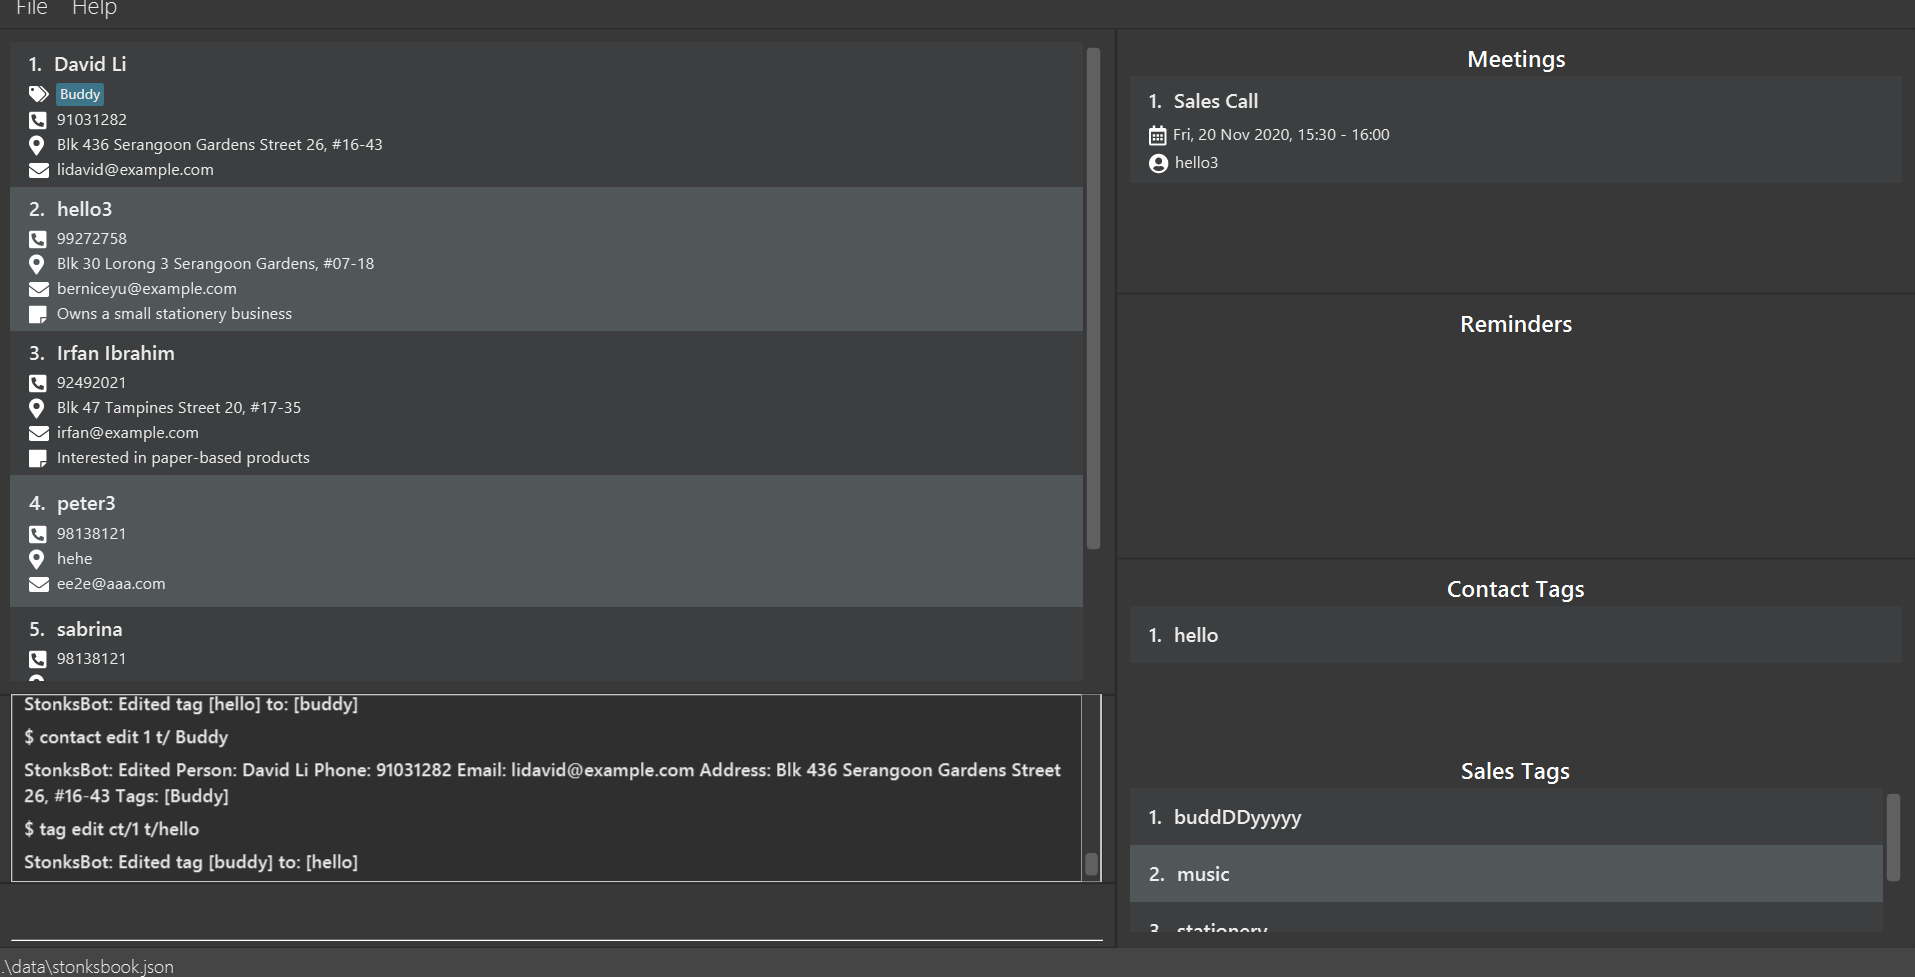 File Help
1. David Li
Buddy
91031282
Blk 436 Serangoon Gardens Street 26, #16-43
lidavid@example.com
2. hello3
99272758
Blk 30 Lorong 3 Serangoon Gardens, #07-18
berniceyu@example.com
Owns a small stationery business
3. Irfan Ibrahim
92492021
Blk 47 Tampines Street 20, #17-35
irfan@example.com
Interested in paper-based products
4. peter3
98138121
hehe
ee2e@aaa.com
5. sabrina
98138121
StonksBot: Edited tag [hello] to: [buddy]
$ contact edit 1 t/ Buddy
StonksBot: Edited Person: David Li Phone: 91031282 Email: lidavid@example.com Address: Blk 436 Serangoon Gardens Street
26, #16-43 Tags: [Buddy]
$ tag edit ct/1 t/hello
StonksBot: Edited tag [buddy] to: [hello]
Meetings
1. Sales Call
Fri, 20 Nov 2020, 15:30 - 16:00
hello3
Reminders
Contact Tags
1. hello
Sales Tags
1. buddDDyyyyy
2. music
3. stationery
.\data\stonksbook.json